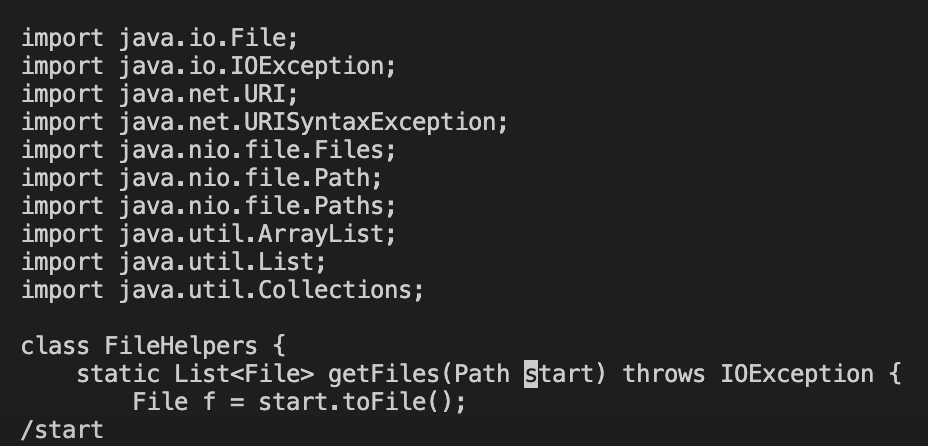 import java.io.File;
import java.io.IOException;
import java.net.URI;
import java.net.URISyntaxException;
import java.nio.file.Files;
import java.nio.file.Path;
import java.nio.file.Paths;
import java.util.ArrayList;
import java.util.List;
import java.util.Collections;

class FileHelpers {
    static List<File> getFiles(Path start) throws IOException {
        File f = start.toFile();
/start